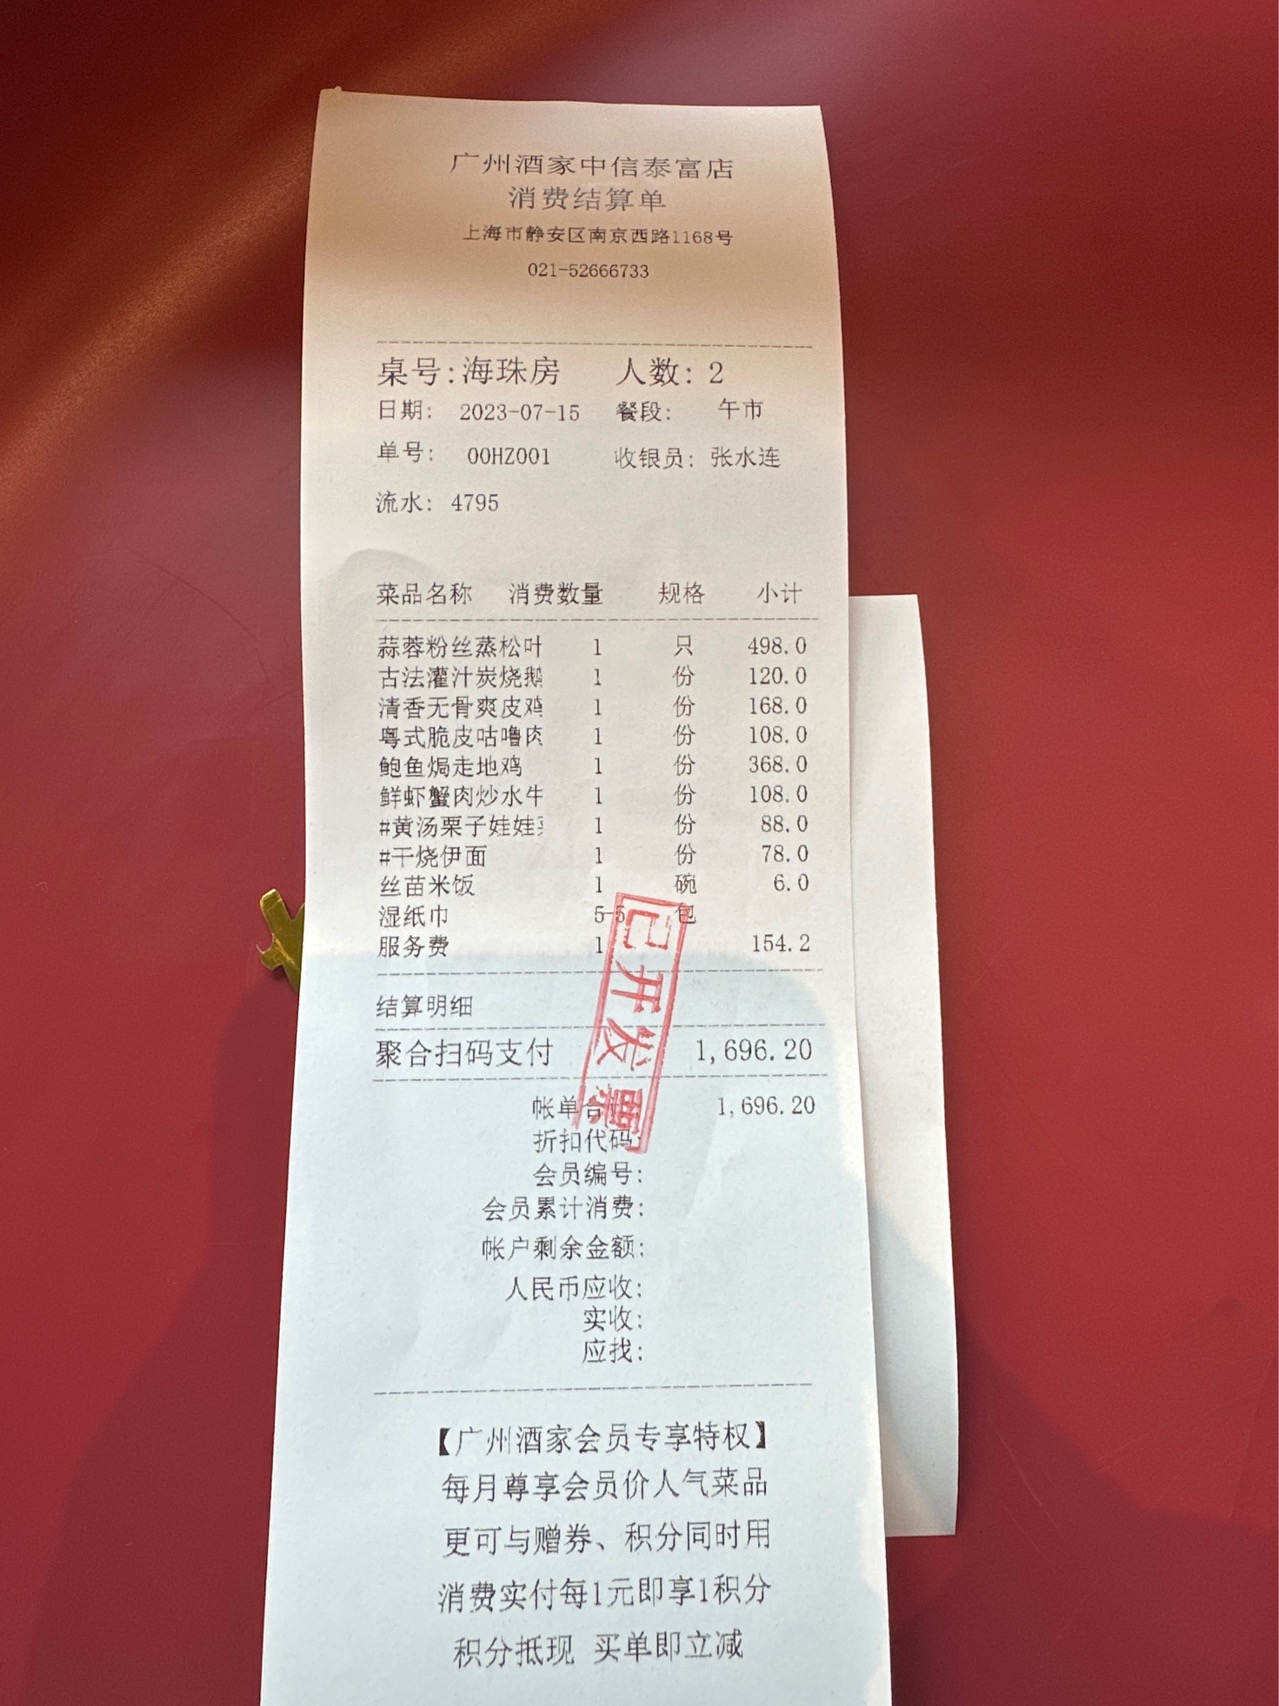 广州酒家中信泰富店
消费结算单
上海市静安区南京西路1168号
021-52666733
桌号:海珠房 人数: 2
日期: 2023-07-15 餐段: 午市
单号: 00HZ001 收银员: 张水连
流水: 4795
菜品名称 消费数量 规格 小计
蒜蓉粉丝蒸松叶 1 只 498.0
古法灌汁炭烧鹅 1 份 120.0
清香无骨爽皮鸡 1 份 168.0
粤式脆皮咕噜肉 1 份 108.0
鲍鱼焗走地鸡 1 份 368.0
鲜虾蟹肉炒水牛 1 份 108.0
#黄汤栗子娃娃菜 1 份 88.0
#干烧伊面 1 份 78.0
丝苗米饭 1 碗 6.0
湿纸巾 5-5 包
服务费 1 154.2
结算明细
聚合扫码支付 1,696.20
帐单合 1,696.20
折扣代码:
会员编号:
会员累计消费:
帐户剩余金额:
人民币应收:
实收:
应找:
已开发票
【广州酒家会员专享特权】
每月尊享会员价人气菜品
更可与赠券、积分同时用
消费实付每1元即享1积分
积分抵现 买单即立减